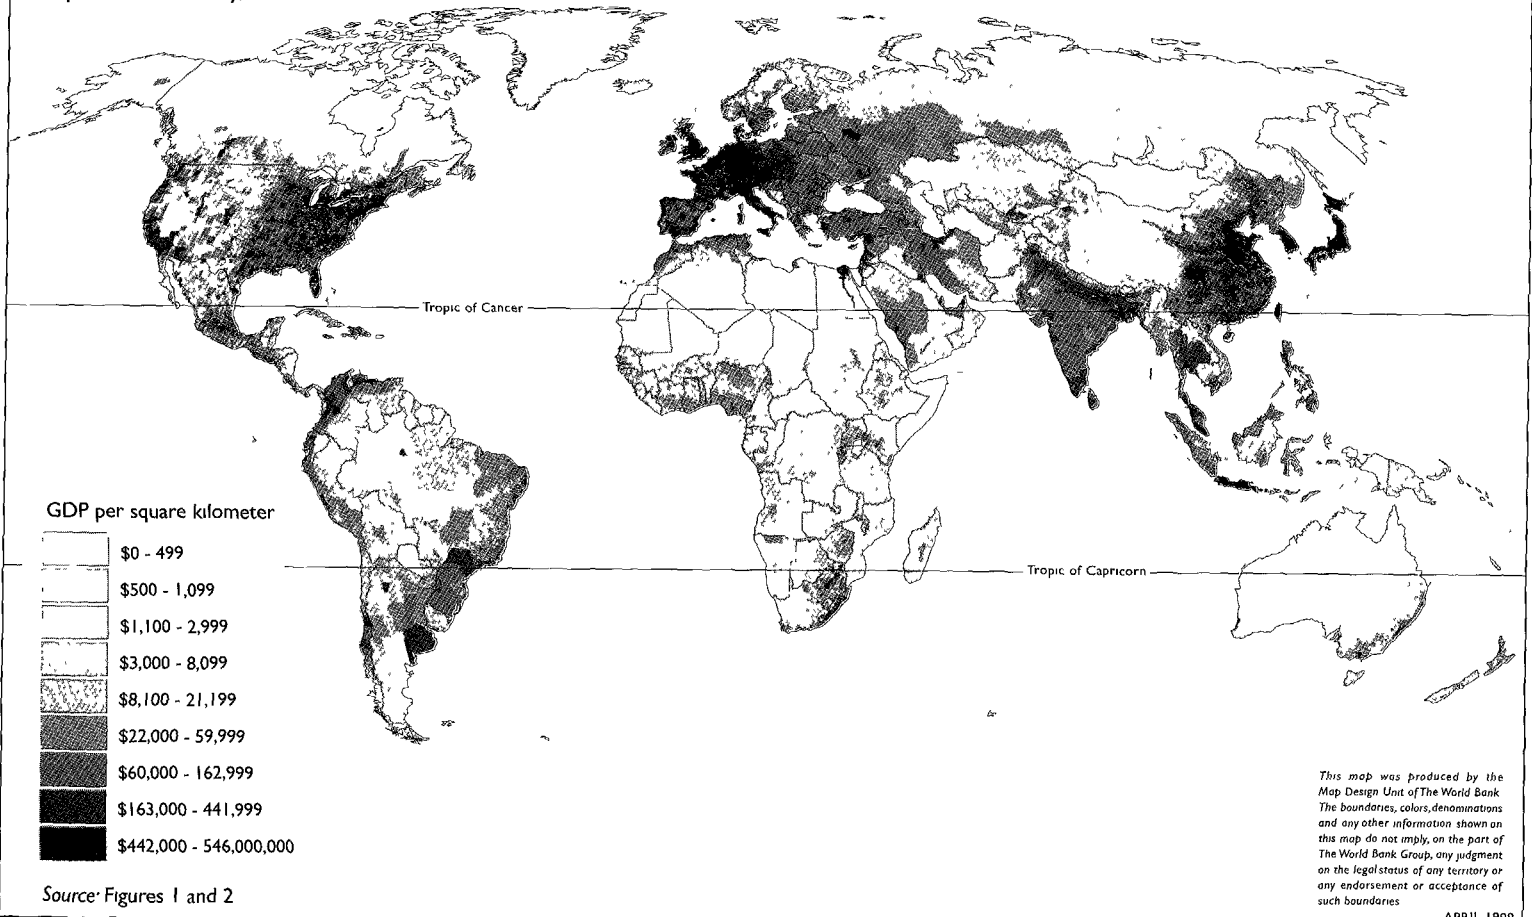 Tropic of Cancer
GDP per square kilometer
$0 - 499
Tropic of Capricorn
$500 - 1,099
$1,100 - 2,999
$3,000 - 8,099
$8,100 - 21,199
$22,000 - 59,999
$60,000 - 162,999
$163,000 - 441,999
$442,000 - 546,000,000
Source: Figures 1 and 2
This map was produced by the
Map Design Unit of The World Bank
The boundaries, colors, denominations
and any other information shown on
this map do not imply, on the part of
The World Bank Group, any judgment
on the legal status of any territory or
any endorsement or acceptance of
such boundaries